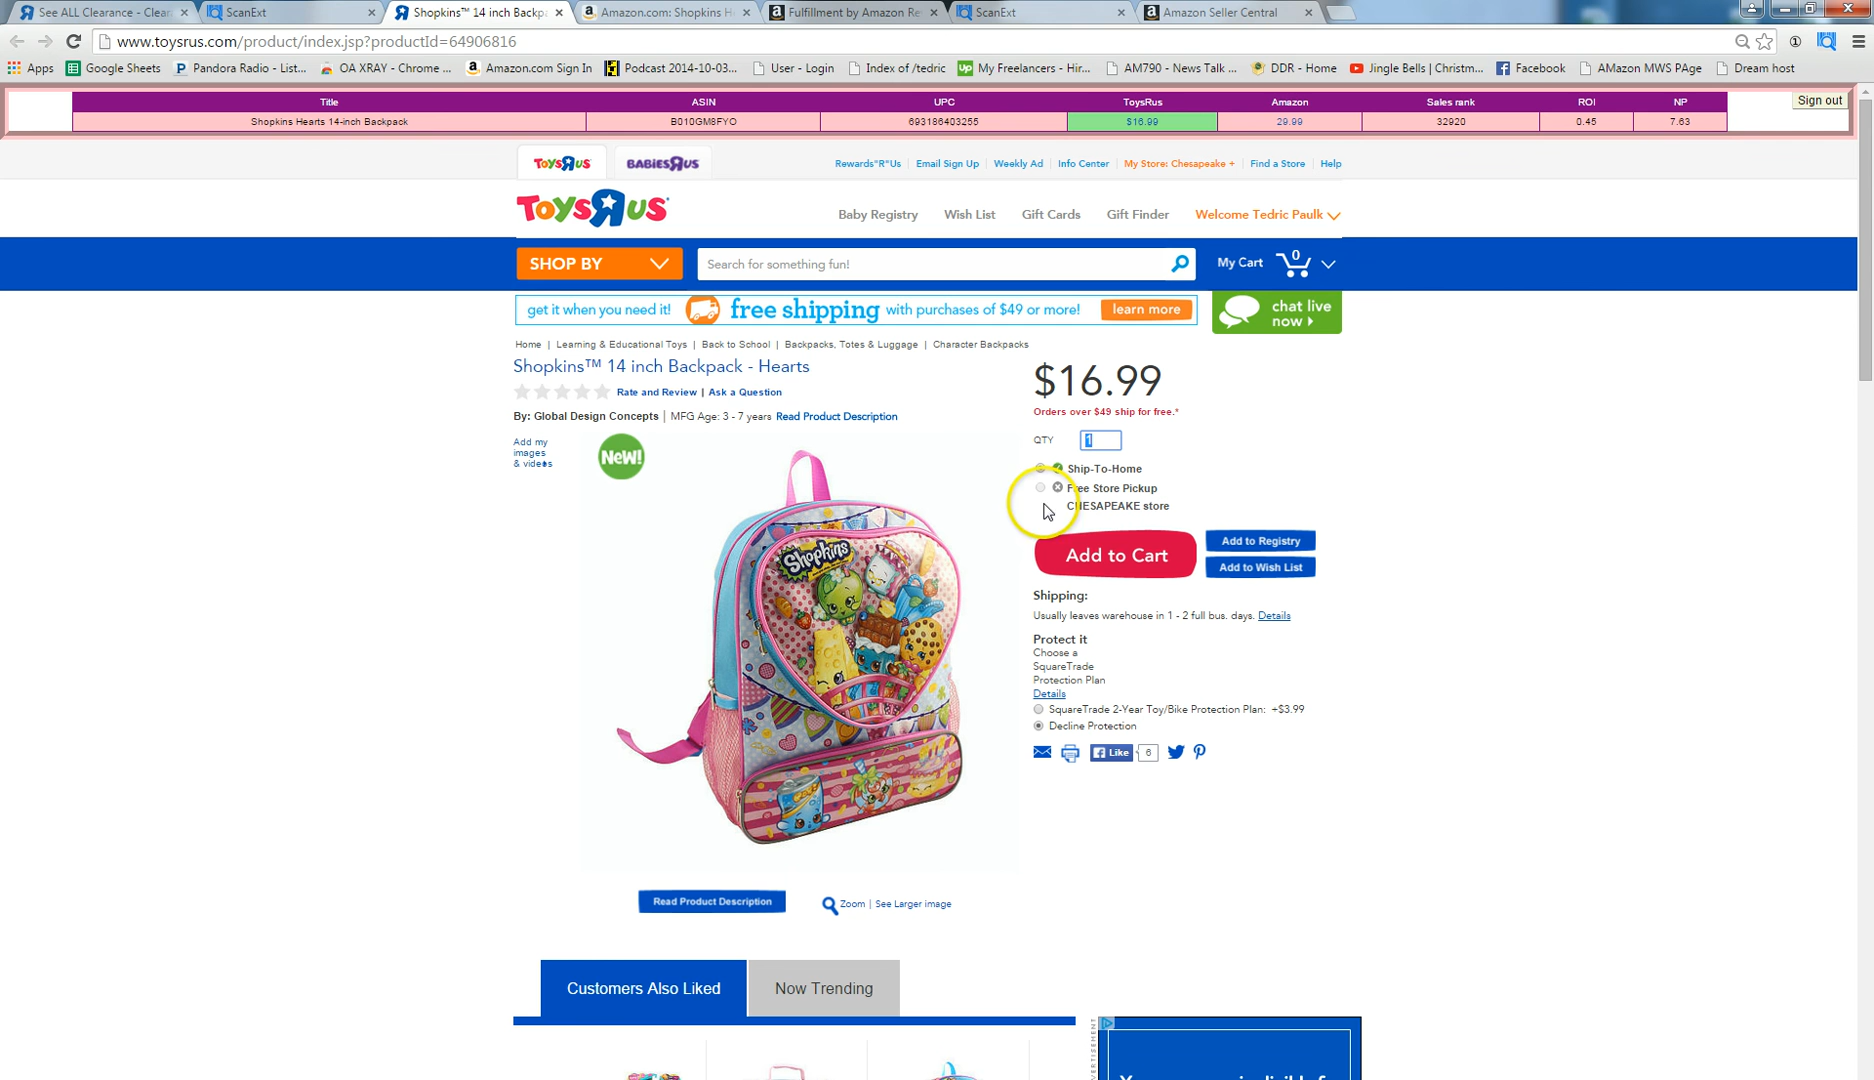 See ALL Clearance - Clear
ScanExt
Shopkins™ 14 inch Backpa
Amazon.com: Shopkins H
Fulfillment by Amazon Re
ScanExt
Amazon Seller Central
www.toysrus.com/product/index.jsp?productId=64906816
Apps
Google Sheets
Pandora Radio - List...
OA XRAY - Chrome ...
Amazon.com Sign In
Podcast 2014-10-03...
User - Login
Index of /tedric
My Freelancers - Hir...
AM790 - News Talk ...
DDR - Home
Jingle Bells | Christm...
Facebook
AMazon MWS PAge
Dream host
Title ASIN UPC ToysRus Amazon Sales rank ROI NP
Shopkins Hearts 14-inch Backpack B010GM8FYO 693186403255 $16.99 29.99 32920 0.45 7.63
Sign out
TOYSRUS
BABIESRUS
Rewards"R"Us | Email Sign Up | Weekly Ad | Info Center | My Store: Chesapeake + | Find a Store | Help
TOYSRUS
Baby Registry
Wish List
Gift Cards
Gift Finder
Welcome Tedric Paulk
SHOP BY
Search for something fun!
My Cart
0
get it when you need it! free shipping with purchases of $49 or more! learn more
chat live
now
Home | Learning & Educational Toys | Back to School | Backpacks, Totes & Luggage | Character Backpacks
Shopkins™ 14 inch Backpack - Hearts
$16.99
Rate and Review | Ask a Question
Orders over $49 ship for free.*
By: Global Design Concepts | MFG Age: 3 - 7 years Read Product Description
QTY 1
Add my
images
& videos
New!
Ship-To-Home
Free Store Pickup
CHESAPEAKE store
Shopkins
Add to Cart
Add to Registry
Add to Wish List
Shipping:
Usually leaves warehouse in 1 - 2 full bus. days. Details
Protect it
Choose a
SquareTrade
Protection Plan
Details
SquareTrade 2-Year Toy/Bike Protection Plan: +$3.99
Decline Protection
Like 6
Read Product Description
Zoom | See Larger image
Customers Also Liked
Now Trending
ADVERTISEMENT